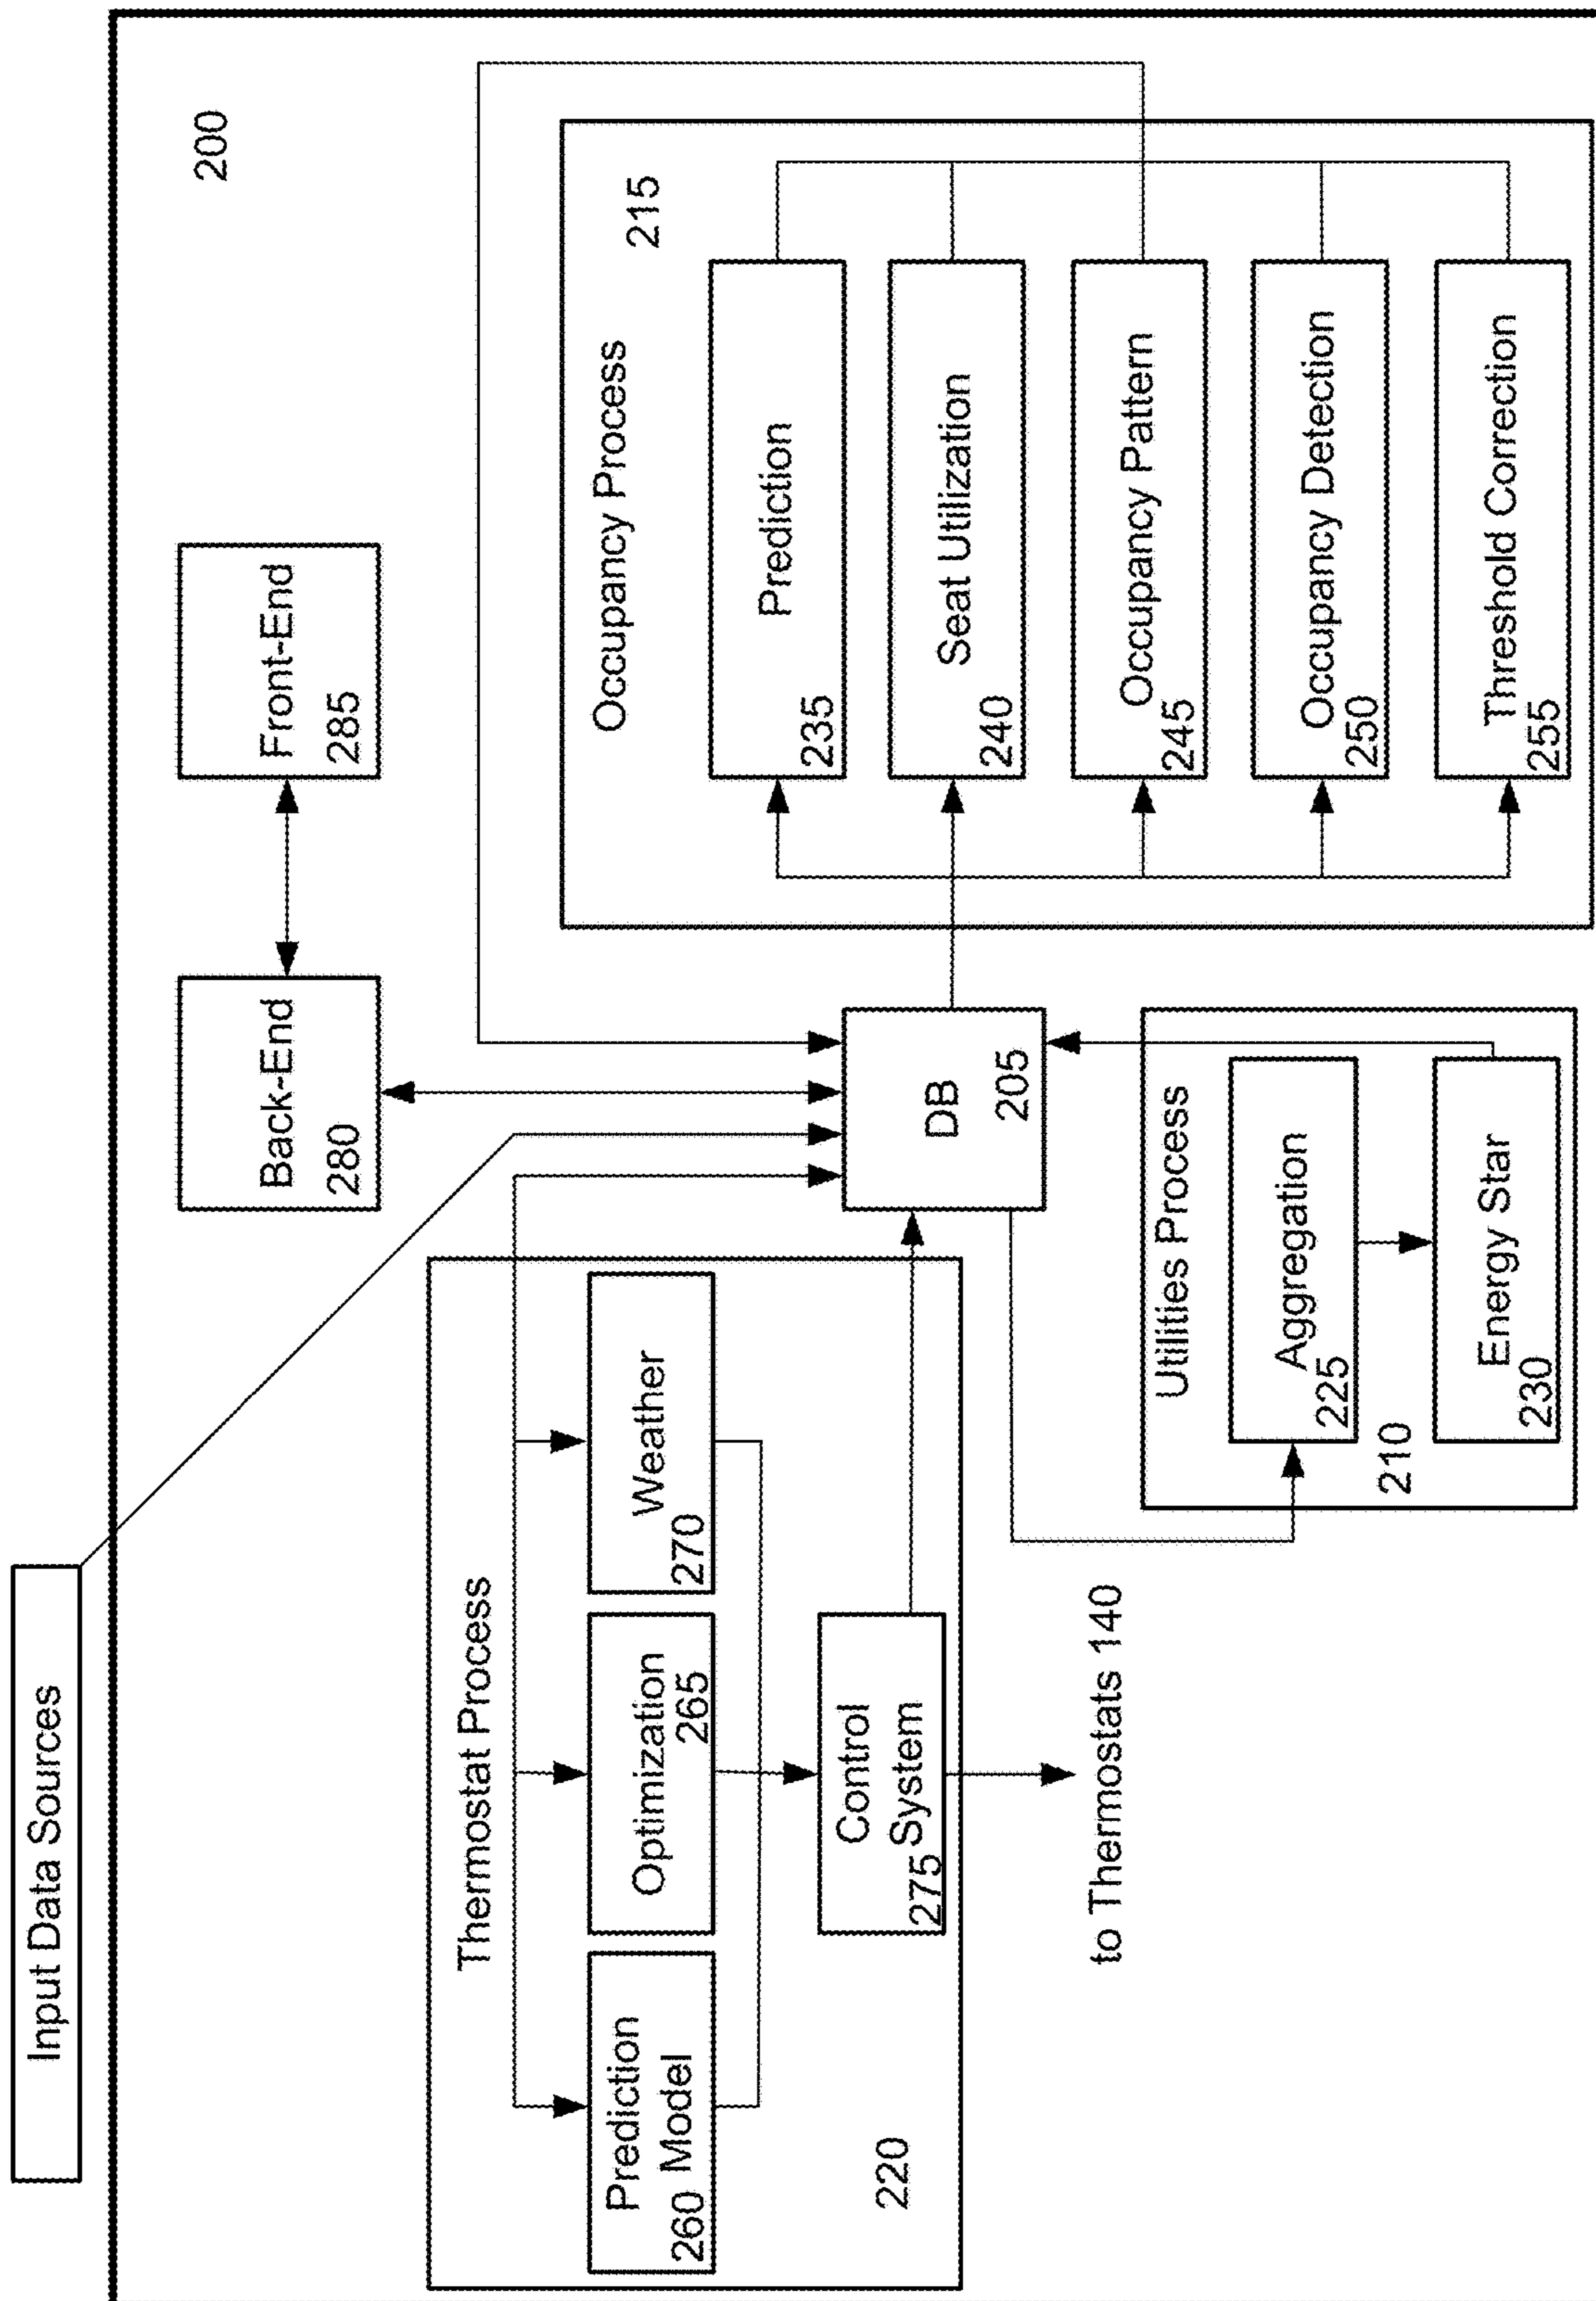 Input Data Sources
200
Thermostat Process
Prediction
Model
260
Optimization
265
Weather
270
Control
System
275
220
to Thermostats 140
Back-End
280
Front-End
285
DB
205
Utilities Process
Aggregation
225
210
Energy Star
230
Occupancy Process
215
Prediction
235
Seat Utilization
240
Occupancy Pattern
245
Occupancy Detection
250
Threshold Correction
255